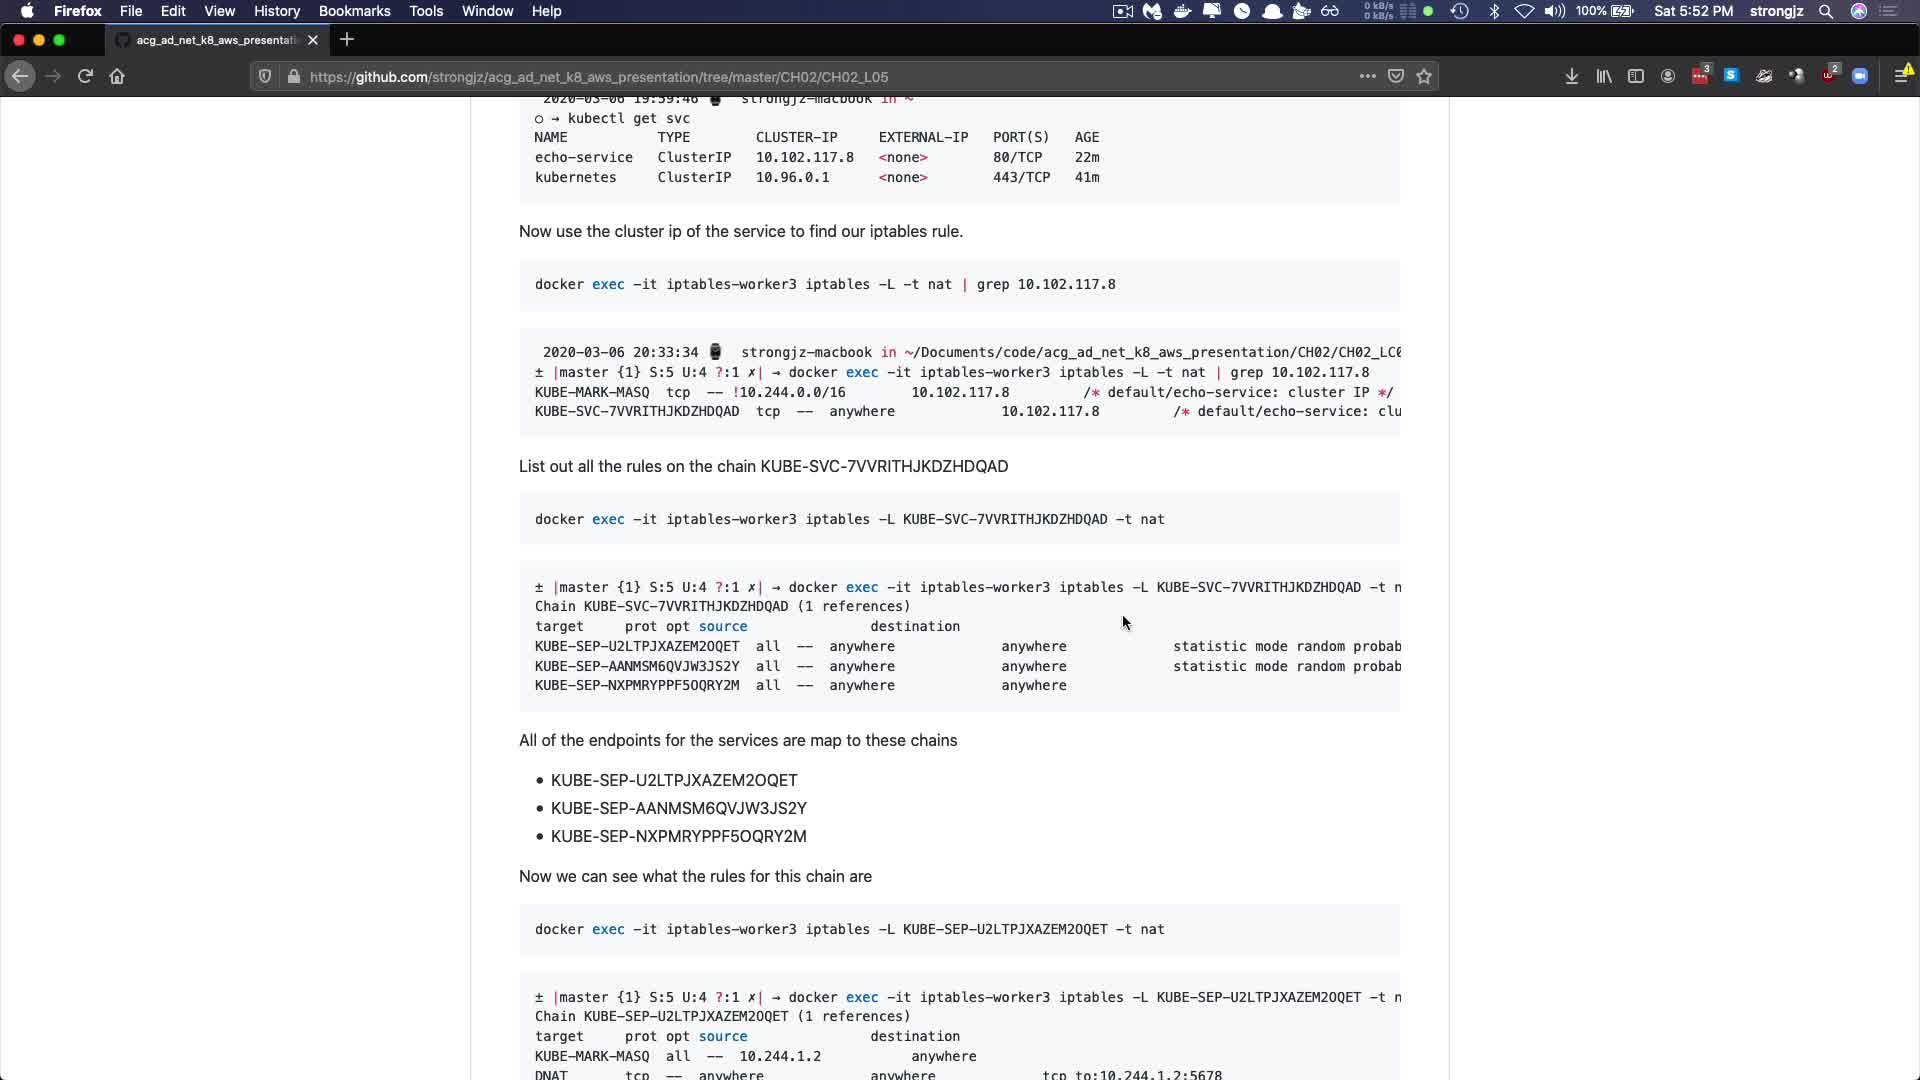 Firefox File Edit View History Bookmarks Tools Window Help 0 kB/s 0 kB/s 100% Sat 5:52 PM strongjz
acg_ad_net_k8_aws_presentati
https://github.com/strongjz/acg_ad_net_k8_aws_presentation/tree/master/CH02/CH02_L05 3 S 2
2020-03-06 19:59:46 strongjz-macbook in ~
○ → kubectl get svc
NAME TYPE CLUSTER-IP EXTERNAL-IP PORT(S) AGE
echo-service ClusterIP 10.102.117.8 <none> 80/TCP 22m
kubernetes ClusterIP 10.96.0.1 <none> 443/TCP 41m
Now use the cluster ip of the service to find our iptables rule.
docker exec -it iptables-worker3 iptables -L -t nat | grep 10.102.117.8
2020-03-06 20:33:34 strongjz-macbook in ~/Documents/code/acg_ad_net_k8_aws_presentation/CH02/CH02_LC0
± |master {1} S:5 U:4 ?:1 ✗| → docker exec -it iptables-worker3 iptables -L -t nat | grep 10.102.117.8
KUBE-MARK-MASQ tcp -- !10.244.0.0/16 10.102.117.8 /* default/echo-service: cluster IP */
KUBE-SVC-7VVRITHJKDZHDQAD tcp -- anywhere 10.102.117.8 /* default/echo-service: clu
List out all the rules on the chain KUBE-SVC-7VVRITHJKDZHDQAD
docker exec -it iptables-worker3 iptables -L KUBE-SVC-7VVRITHJKDZHDQAD -t nat
± |master {1} S:5 U:4 ?:1 ✗| → docker exec -it iptables-worker3 iptables -L KUBE-SVC-7VVRITHJKDZHDQAD -t n
Chain KUBE-SVC-7VVRITHJKDZHDQAD (1 references)
target prot opt source destination
KUBE-SEP-U2LTPJXAZEM2OQET all -- anywhere anywhere statistic mode random probab
KUBE-SEP-AANMSM6QVJW3JS2Y all -- anywhere anywhere statistic mode random probab
KUBE-SEP-NXPMRYPPF5OQRY2M all -- anywhere anywhere
All of the endpoints for the services are map to these chains
• KUBE-SEP-U2LTPJXAZEM2OQET
• KUBE-SEP-AANMSM6QVJW3JS2Y
• KUBE-SEP-NXPMRYPPF5OQRY2M
Now we can see what the rules for this chain are
docker exec -it iptables-worker3 iptables -L KUBE-SEP-U2LTPJXAZEM2OQET -t nat
± |master {1} S:5 U:4 ?:1 ✗| → docker exec -it iptables-worker3 iptables -L KUBE-SEP-U2LTPJXAZEM2OQET -t n
Chain KUBE-SEP-U2LTPJXAZEM2OQET (1 references)
target prot opt source destination
KUBE-MARK-MASQ all -- 10.244.1.2 anywhere
DNAT tcp -- anywhere anywhere tcp to:10.244.1.2:5678